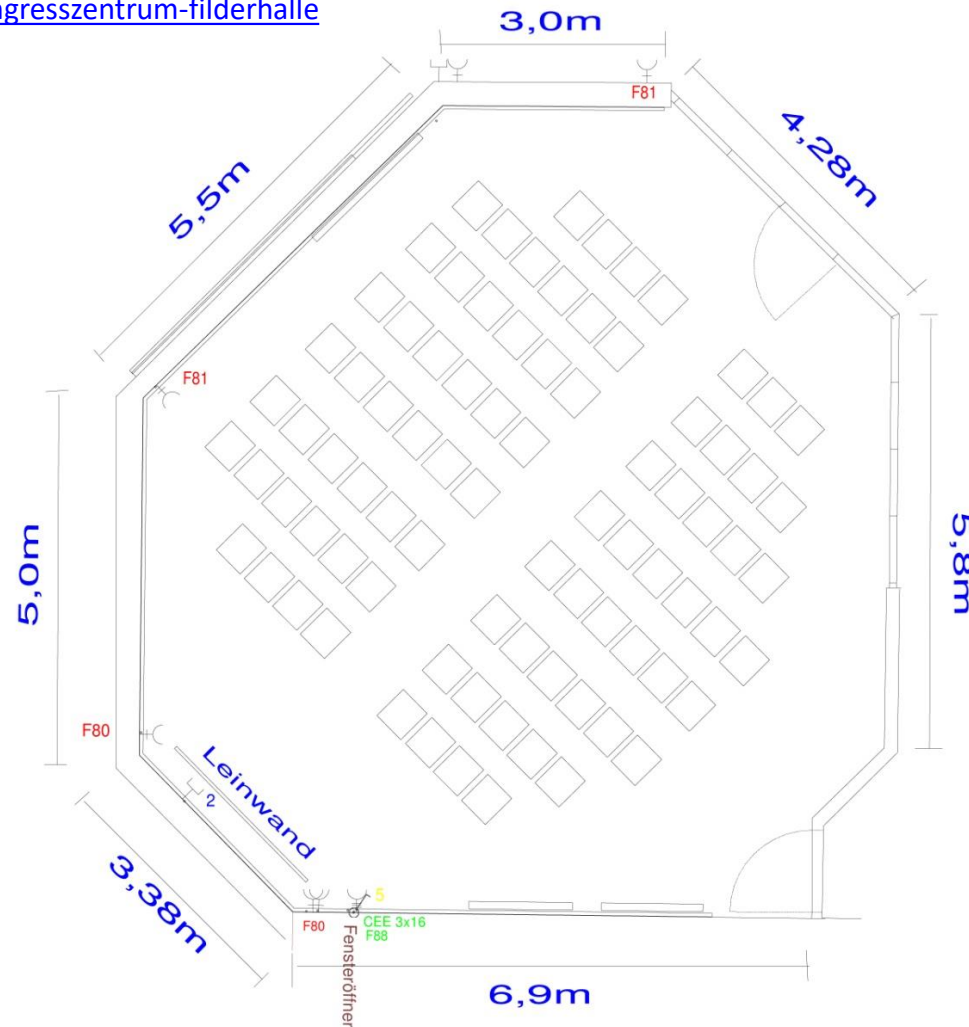 ngresszentrum-filderhalle
3,0m
F81
4,28m
5,5m
F81
5,0m
5,8m
F80
Leinwand
2
3,38m
5
F80
CEE 3x16
F88
Fensteröffner
6,9m